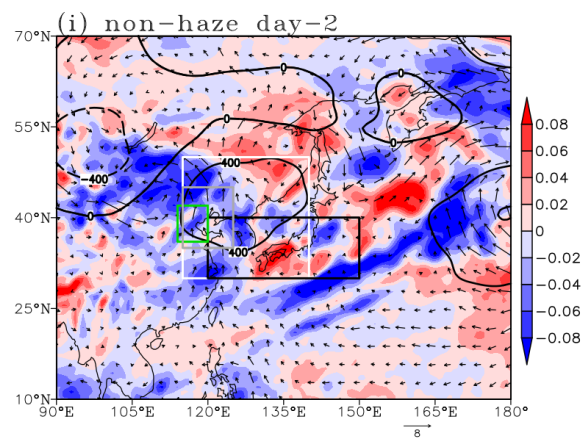 (i) non-haze day-2
70°N
55°N
40°N
25°N
10°N
90°E
105°E
120°E
135°E
150°E
165°E
180°
0
0
0
0
0
-400
400
400
0.08
0.06
0.04
0.02
0
-0.02
-0.04
-0.06
-0.08
8